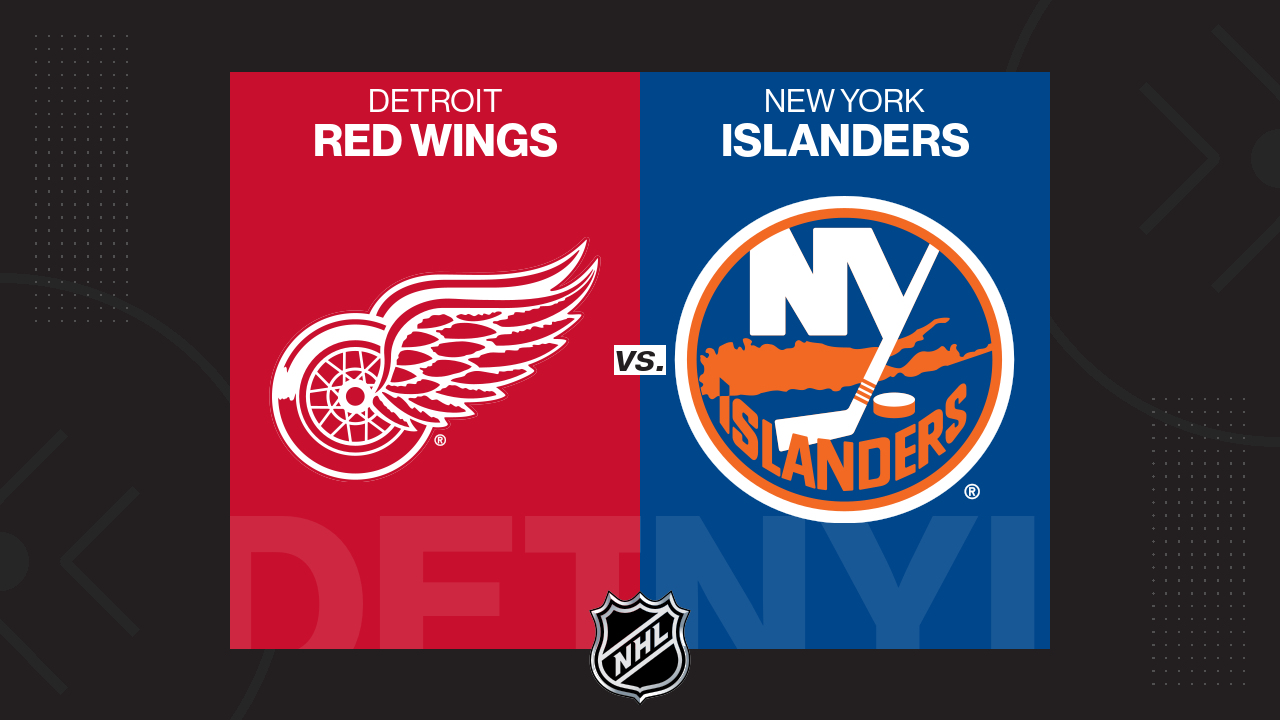 DETROIT
RED WINGS
NEW YORK
ISLANDERS
NY
ISLANDERS
vs.
®
®
DET
NYI
NHL